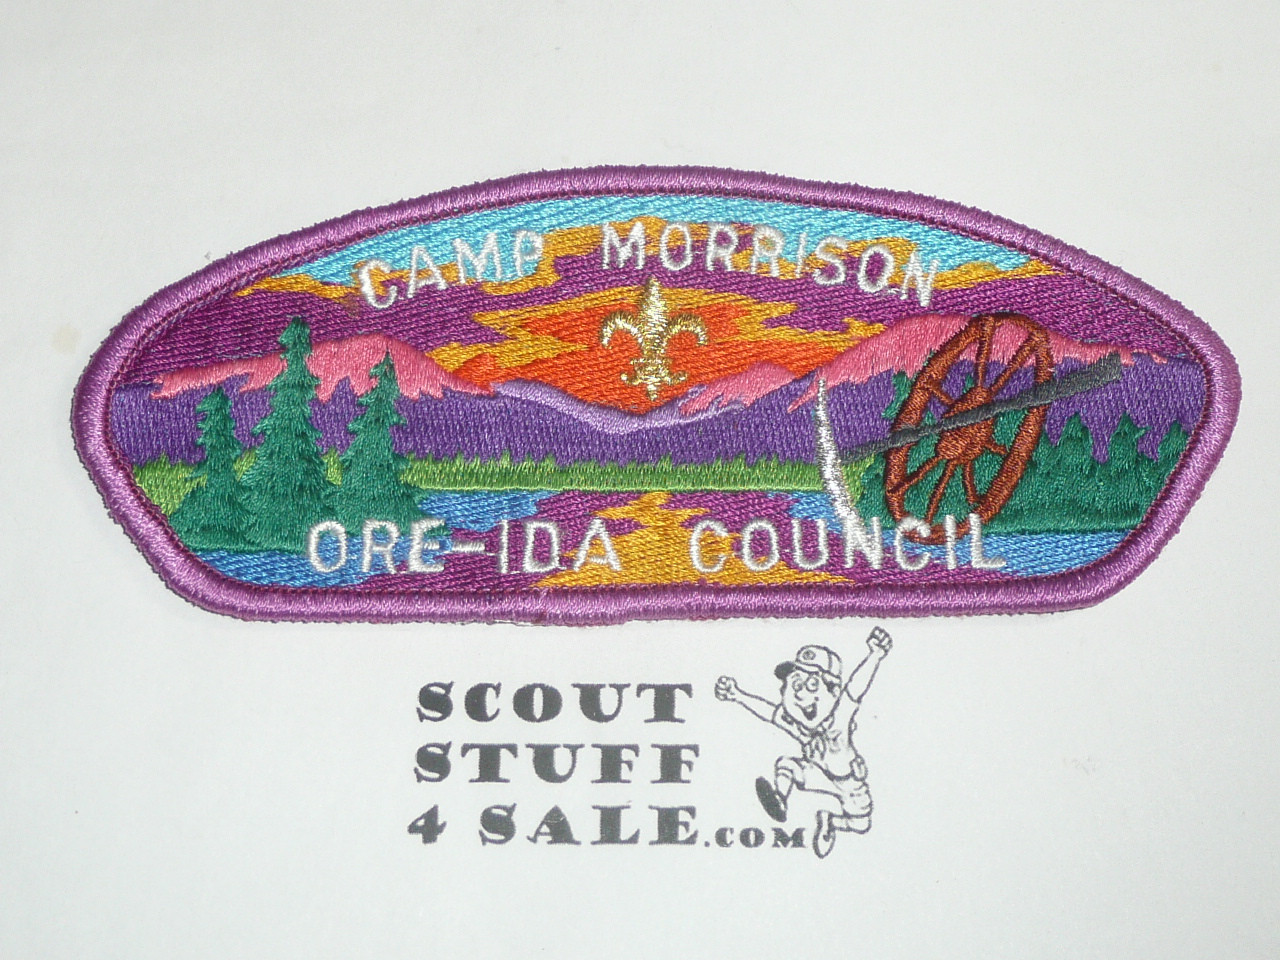 CAMP MORRISON
ORE-IDA COUNCIL
SCOUT
STUFF
4 SALE.COM